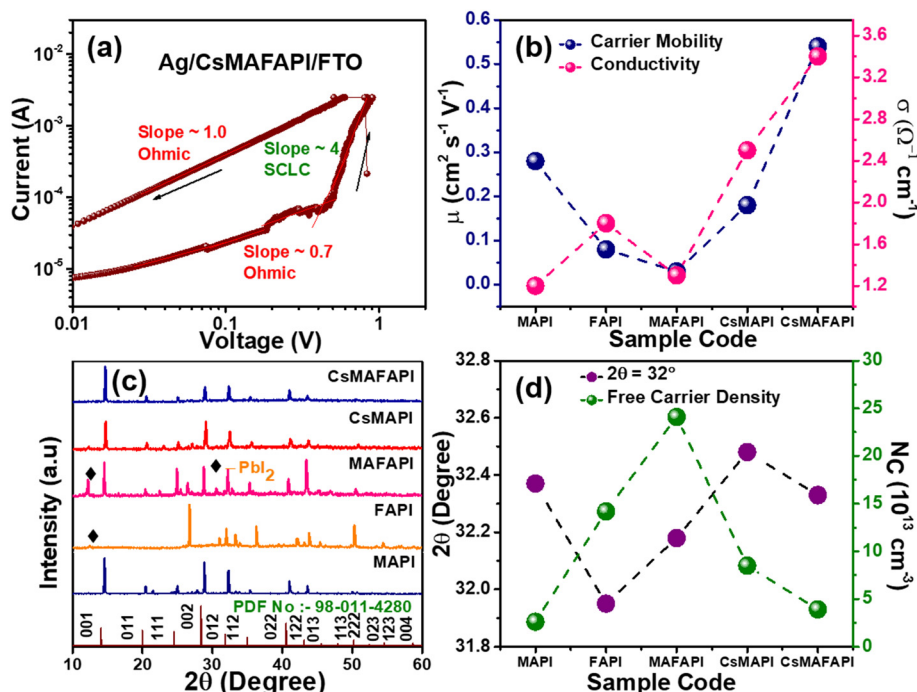 (a)
Ag/CsMAFAPI/FTO
Slope ~ 1.0
Ohmic
Slope ~ 4
SCLC
Slope ~ 0.7
Ohmic
Current (A)
10⁻²
10⁻³
10⁻⁴
10⁻⁵
0.01
0.1
1
Voltage (V)
(b)
Carrier Mobility
Conductivity
μ (cm² s⁻¹ V⁻¹)
0.6
0.5
0.4
0.3
0.2
0.1
0.0
σ (Ω⁻¹ cm⁻¹)
3.6
3.0
2.4
1.8
1.2
MAPI
FAPI
MAFAPI
CsMAPI
CsMAFAPI
Sample Code
(c)
CsMAFAPI
CsMAPI
MAFAPI
PbI₂
FAPI
MAPI
PDF No :- 98-011-4280
001
011
111
002
012
112
022
122
013
113
222
023
123
004
Intensity (a.u)
10
20
30
40
50
60
2θ (Degree)
(d)
2θ = 32°
Free Carrier Density
2θ (Degree)
32.8
32.6
32.4
32.2
32.0
31.8
Nc (10¹³ cm⁻³)
30
25
20
15
10
5
0
MAPI
FAPI
MAFAPI
CsMAPI
CsMAFAPI
Sample Code